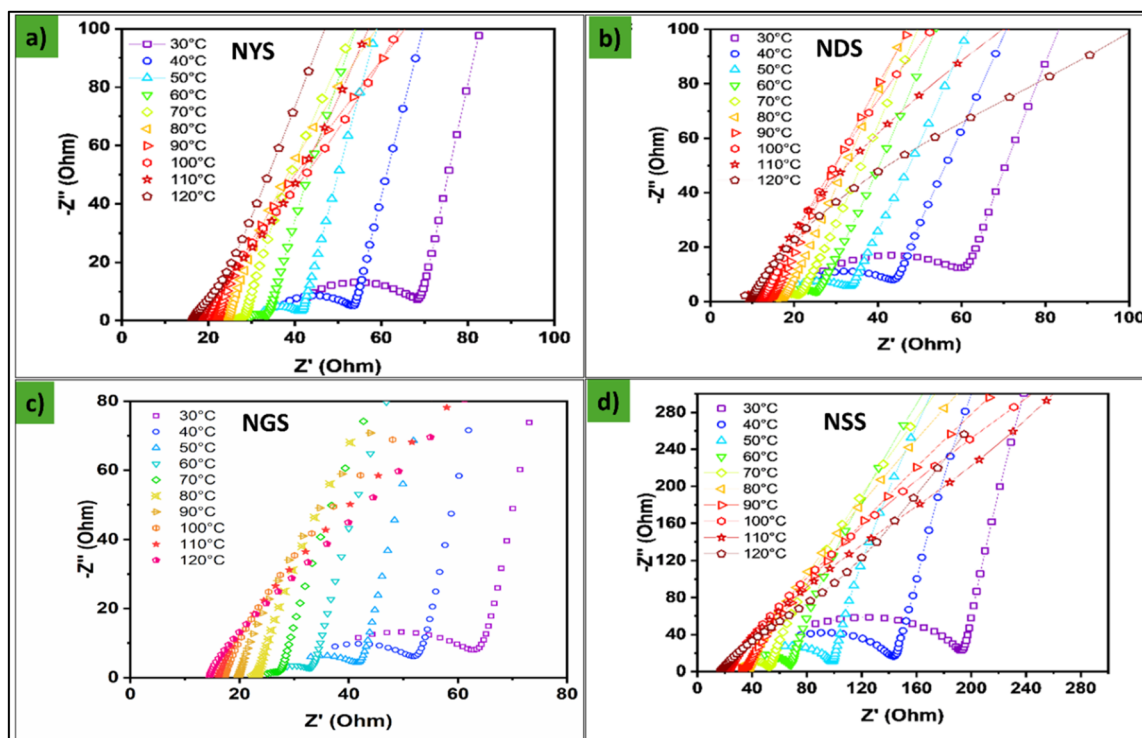 a)
NYS
30°C
40°C
50°C
60°C
70°C
80°C
90°C
100°C
110°C
120°C
100
80
60
40
20
0
-Z'' (Ohm)
0 20 40 60 80 100
Z' (Ohm)
b)
NDS
30°C
40°C
50°C
60°C
70°C
80°C
90°C
100°C
110°C
120°C
100
80
60
40
20
0
-Z'' (Ohm)
0 20 40 60 80 100
Z' (Ohm)
c)
NGS
30°C
40°C
50°C
60°C
70°C
80°C
90°C
100°C
110°C
120°C
80
60
40
20
0
-Z'' (Ohm)
0 20 40 60 80
Z' (Ohm)
d)
NSS
30°C
40°C
50°C
60°C
70°C
80°C
90°C
100°C
110°C
120°C
280
240
200
160
120
80
40
0
-Z'' (Ohm)
0 40 80 120 160 200 240 280
Z' (Ohm)